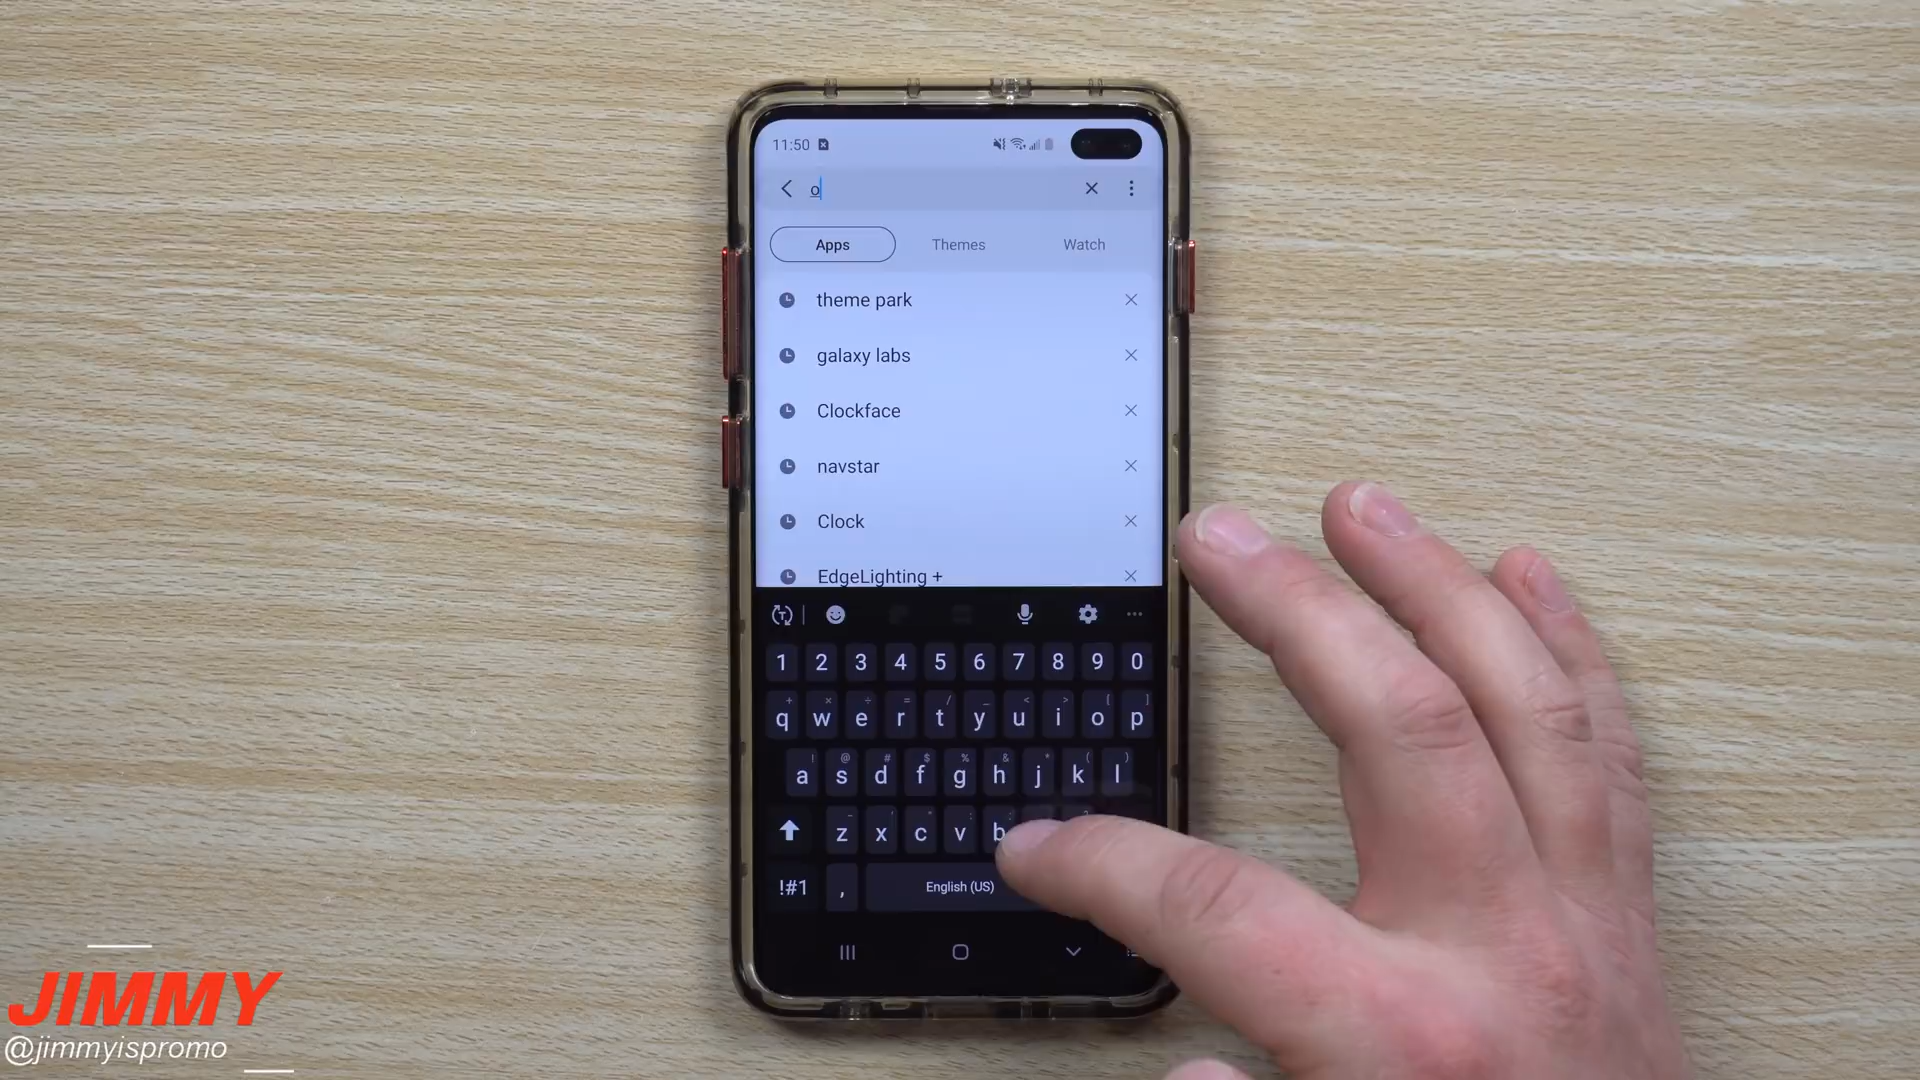 11:50
o
Apps Themes Watch
theme park
galaxy labs
Clockface
navstar
Clock
EdgeLighting +
1 2 3 4 5 6 7 8 9 0
q w e r t y u i o p
a s d f g h j k l
z x c v b
!#1 , English (US)
JIMMY
@jimmyispromo